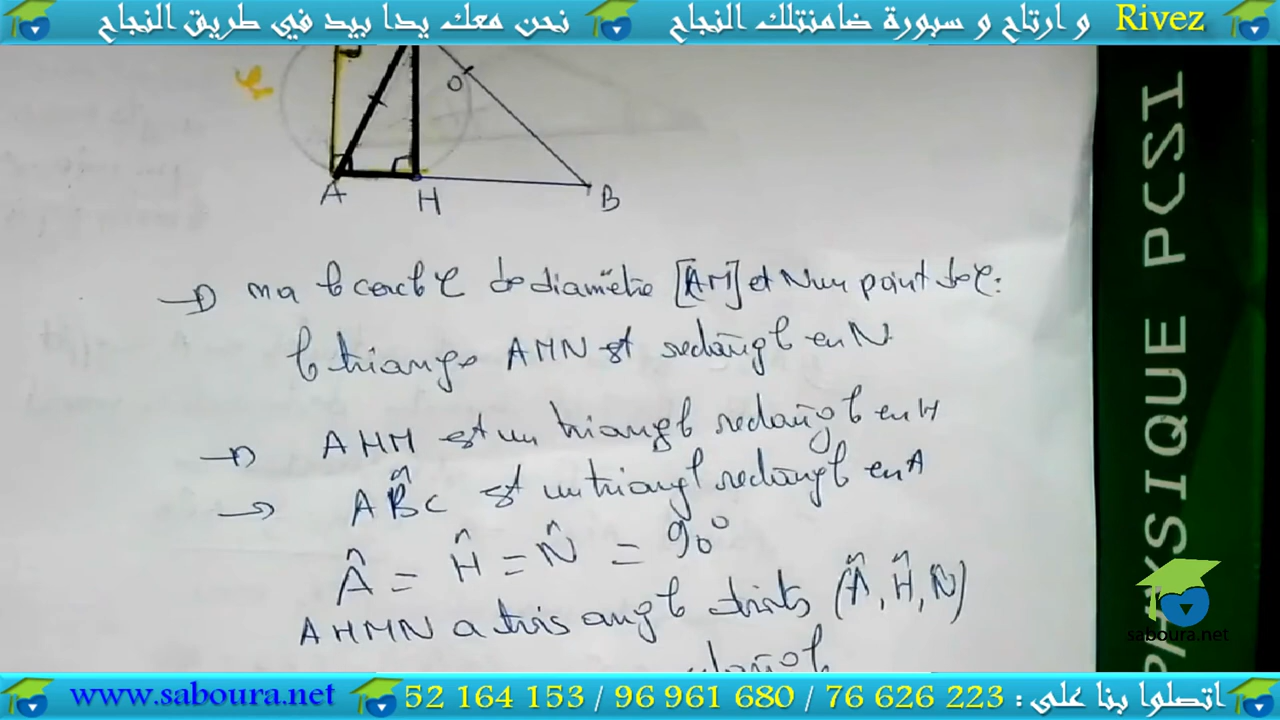 Rivez و ارتاح و سبورة ضامنتلك النجاح نحن معك يدا بيد في طريق النجاح
O
A H B
→ on a le cercle C de diamètre [AM] et N un point de C:
le triangle AMN est rectangle en N
→ AHM est un triangle rectangle en H
→ ABC est un triangle rectangle en A
Â = Ĥ = N̂ = 90°
AHMN a trois angle droits (Â, Ĥ, N̂)
PHYSIQUE PCSI
saboura.net
www.saboura.net 52 164 153 / 96 961 680 / 76 626 223 : اتصلوا بنا على